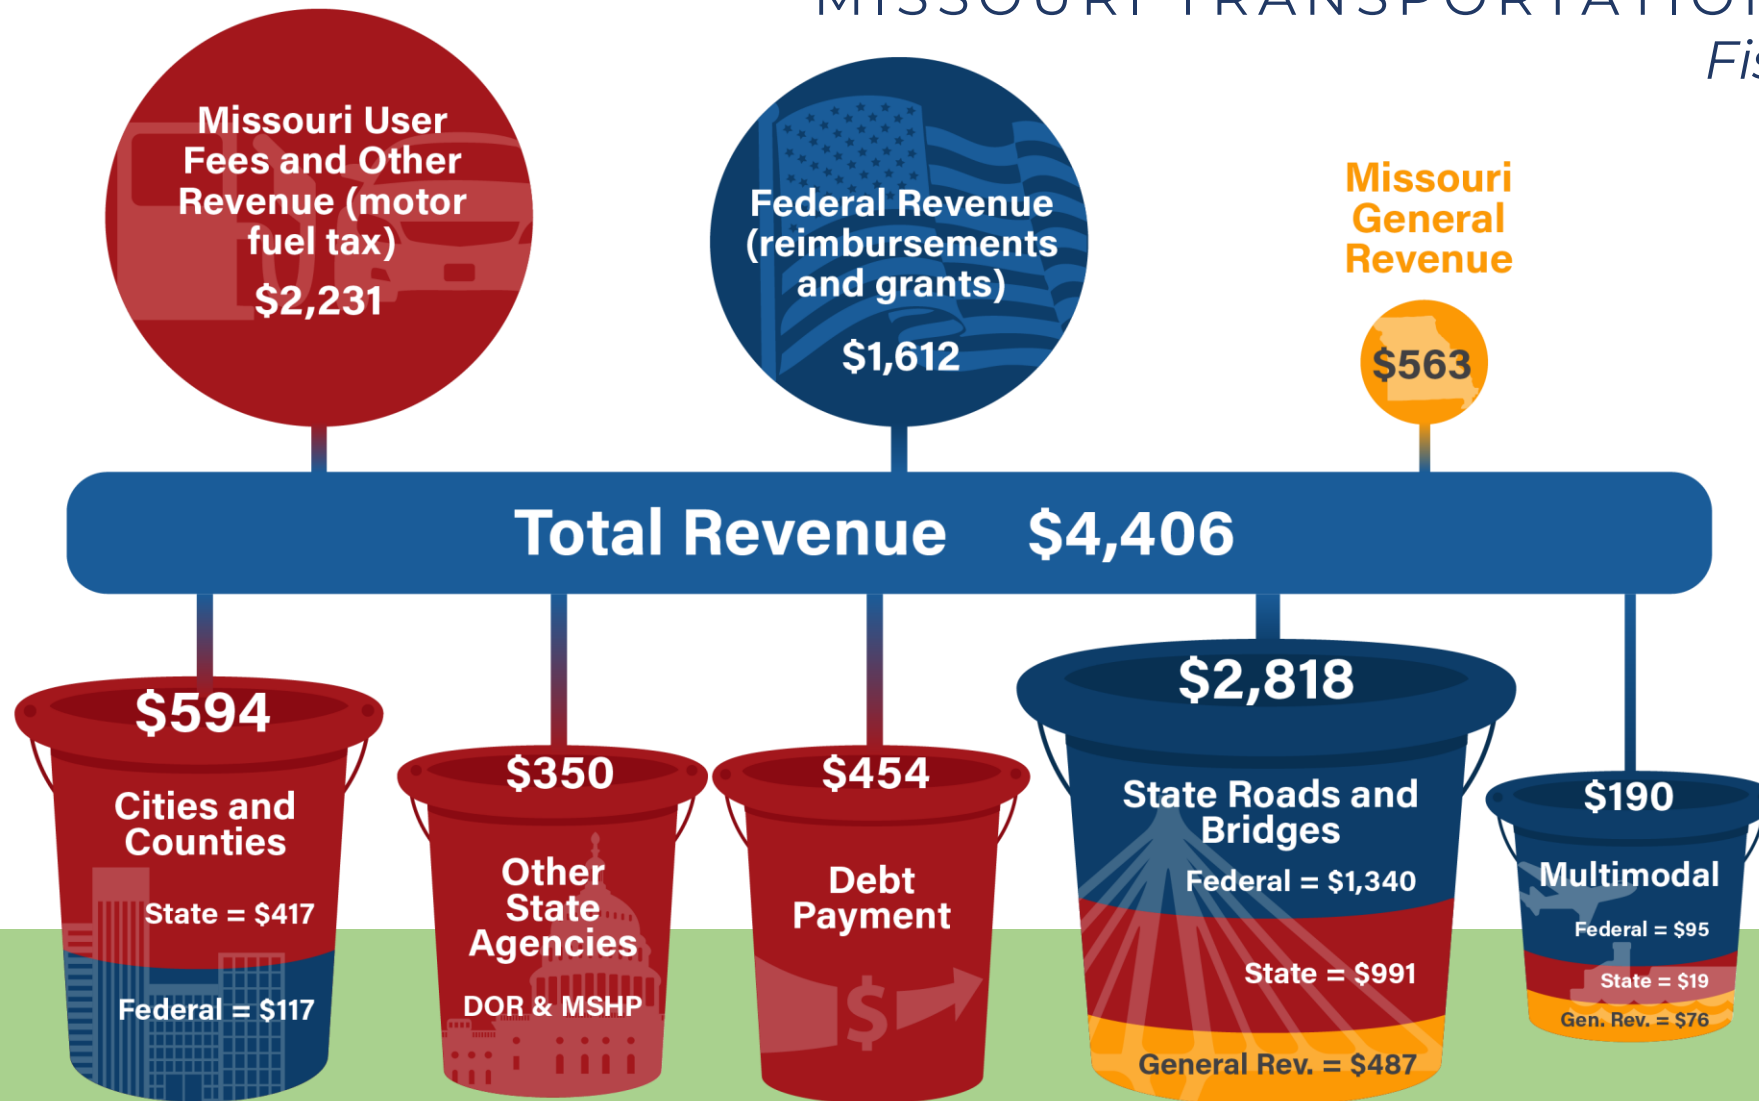 MISSOURI TRANSPORTATION
Fis
Missouri User
Fees and Other
Revenue (motor
fuel tax)
$2,231
Federal Revenue
(reimbursements
and grants)
$1,612
Missouri
General
Revenue
$563
Total Revenue $4,406
$594
Cities and
Counties
State = $417
Federal = $117
$350
Other
State
Agencies
DOR & MSHP
$454
Debt
Payment
$
$2,818
State Roads and
Bridges
Federal = $1,340
State = $991
General Rev. = $487
$190
Multimodal
Federal = $95
State = $19
Gen. Rev. = $76